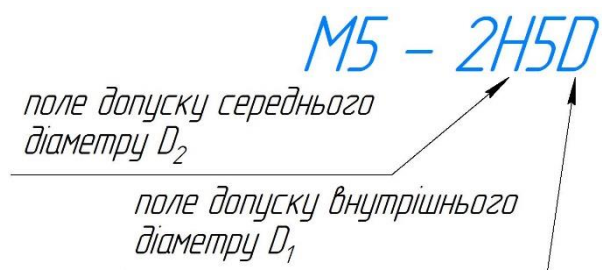 M5 – 2H5D
поле допуску середнього
діаметру D₂
поле допуску внутрішнього
діаметру D₁